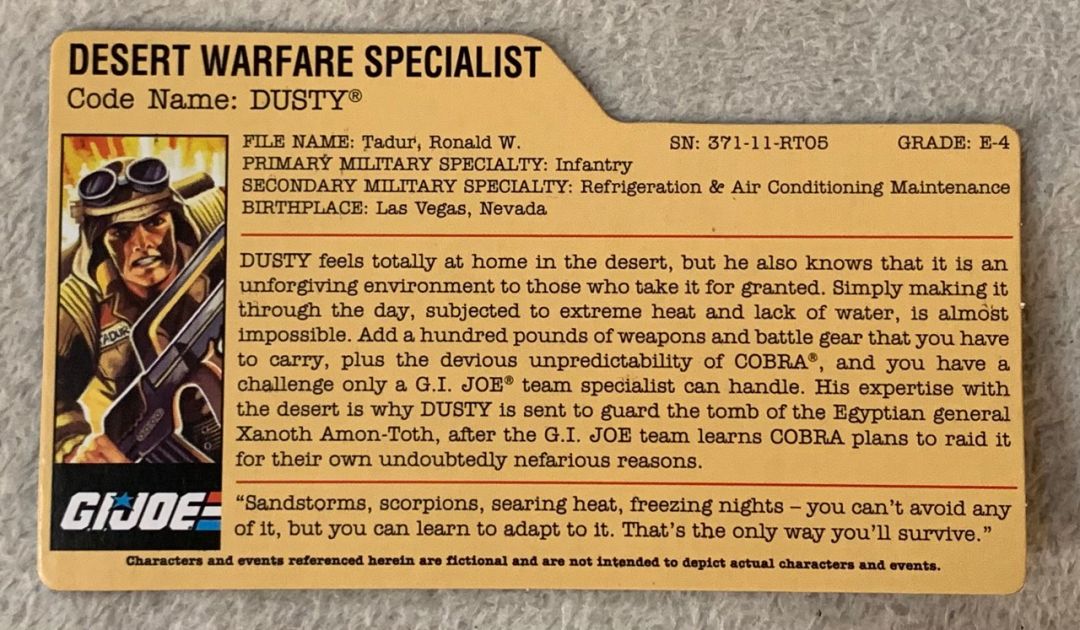 DESERT WARFARE SPECIALIST
Code Name: DUSTY®
FILE NAME: Tadur, Ronald W. SN: 371-11-RT05 GRADE: E-4
PRIMARY MILITARY SPECIALTY: Infantry
SECONDARY MILITARY SPECIALTY: Refrigeration & Air Conditioning Maintenance
BIRTHPLACE: Las Vegas, Nevada
TADUR
DUSTY feels totally at home in the desert, but he also knows that it is an
unforgiving environment to those who take it for granted. Simply making it
through the day, subjected to extreme heat and lack of water, is almost
impossible. Add a hundred pounds of weapons and battle gear that you have
to carry, plus the devious unpredictability of COBRA®, and you have a
challenge only a G.I. JOE® team specialist can handle. His expertise with
the desert is why DUSTY is sent to guard the tomb of the Egyptian general
Xanoth Amon-Toth, after the G.I. JOE team learns COBRA plans to raid it
for their own undoubtedly nefarious reasons.
GI JOE
“Sandstorms, scorpions, searing heat, freezing nights – you can’t avoid any
of it, but you can learn to adapt to it. That’s the only way you’ll survive.”
Characters and events referenced herein are fictional and are not intended to depict actual characters and events.